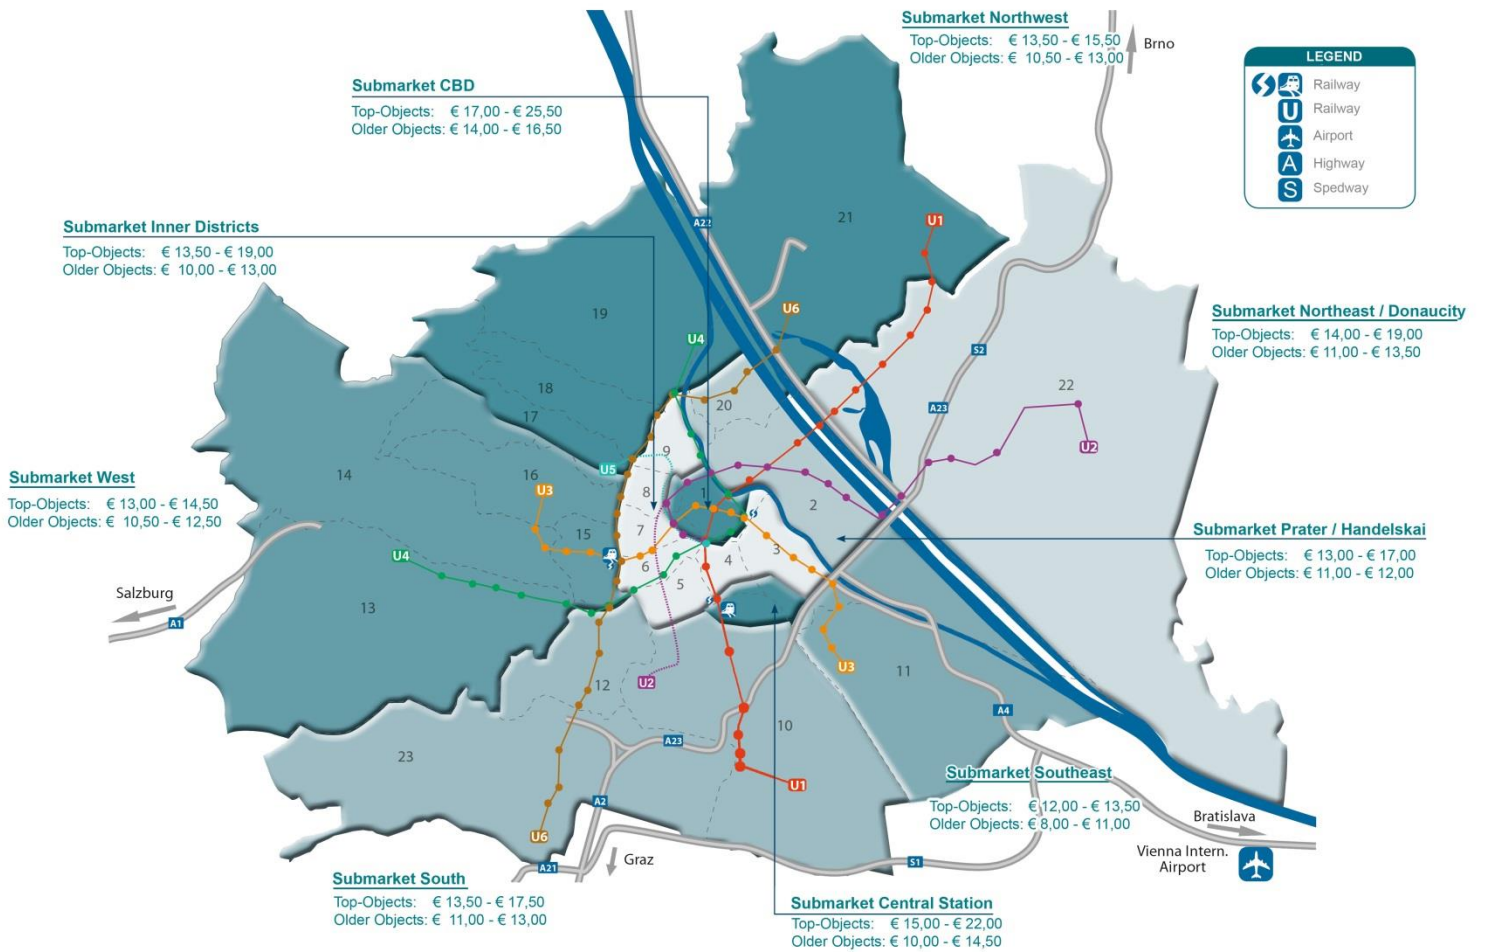 Submarket Northwest
Top-Objects: € 13,50 - € 15,50
Older Objects: € 10,50 - € 13,00
Brno
LEGEND
Railway
U Railway
Airport
A Highway
S Spedway
Submarket CBD
Top-Objects: € 17,00 - € 25,50
Older Objects: € 14,00 - € 16,50
Submarket Inner Districts
Top-Objects: € 13,50 - € 19,00
Older Objects: € 10,00 - € 13,00
A22
21
U1
19
U6
U4
Submarket Northeast / Donaucity
Top-Objects: € 14,00 - € 19,00
Older Objects: € 11,00 - € 13,50
S2
18
17
20
A23
22
U2
14
16
U5
9
Submarket West
Top-Objects: € 13,00 - € 14,50
Older Objects: € 10,50 - € 12,50
U3
8
1
2
15
7
U4
6
5
4
3
Submarket Prater / Handelskai
Top-Objects: € 13,00 - € 17,00
Older Objects: € 11,00 - € 12,00
Salzburg
A1
13
12
U2
U3
11
10
A23
A4
23
A2
U1
U6
Submarket Southeast
Top-Objects: € 12,00 - € 13,50
Older Objects: € 8,00 - € 11,00
Bratislava
Vienna Intern.
Airport
A21
Graz
S1
Submarket South
Top-Objects: € 13,50 - € 17,50
Older Objects: € 11,00 - € 13,00
Submarket Central Station
Top-Objects: € 15,00 - € 22,00
Older Objects: € 10,00 - € 14,50